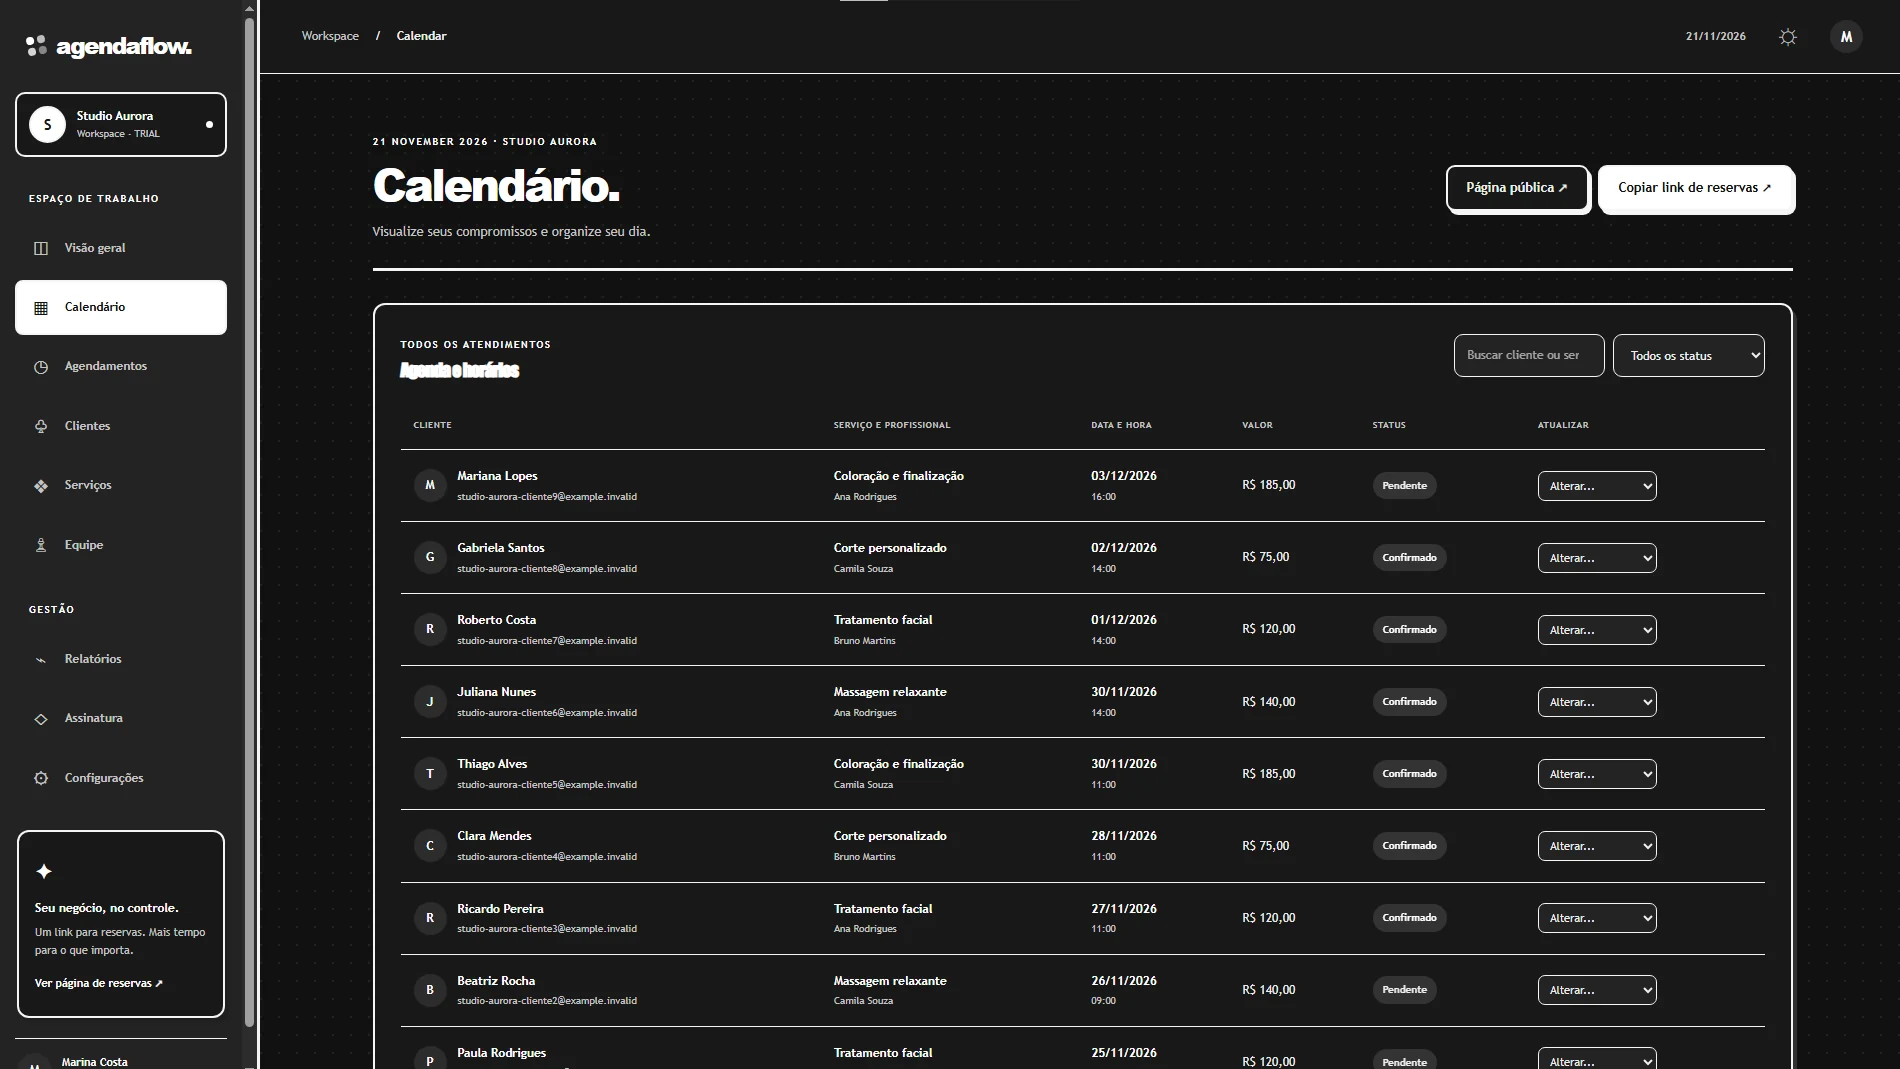 agendaflow.
S
Studio Aurora
Workspace - TRIAL
ESPAÇO DE TRABALHO
Visão geral
Calendário
Agendamentos
Clientes
Serviços
Equipe
GESTÃO
Relatórios
Assinatura
Configurações
Seu negócio, no controle.
Um link para reservas. Mais tempo
para o que importa.
Ver página de reservas ↗
Marina Costa
Workspace / Calendar
21/11/2026
M
21 NOVEMBER 2026 · STUDIO AURORA
Calendário.
Visualize seus compromissos e organize seu dia.
Página pública ↗
Copiar link de reservas ↗
TODOS OS ATENDIMENTOS
Agenda e horários
Buscar cliente ou ser
Todos os status
CLIENTE SERVIÇO E PROFISSIONAL DATA E HORA VALOR STATUS ATUALIZAR
M Mariana Lopes Coloração e finalização 03/12/2026 R$ 185,00 Pendente Alterar...
studio-aurora-cliente9@example.invalid Ana Rodrigues 16:00
G Gabriela Santos Corte personalizado 02/12/2026 R$ 75,00 Confirmado Alterar...
studio-aurora-cliente8@example.invalid Camila Souza 14:00
R Roberto Costa Tratamento facial 01/12/2026 R$ 120,00 Confirmado Alterar...
studio-aurora-cliente7@example.invalid Bruno Martins 14:00
J Juliana Nunes Massagem relaxante 30/11/2026 R$ 140,00 Confirmado Alterar...
studio-aurora-cliente6@example.invalid Ana Rodrigues 14:00
T Thiago Alves Coloração e finalização 30/11/2026 R$ 185,00 Confirmado Alterar...
studio-aurora-cliente5@example.invalid Camila Souza 11:00
C Clara Mendes Corte personalizado 28/11/2026 R$ 75,00 Confirmado Alterar...
studio-aurora-cliente4@example.invalid Bruno Martins 11:00
R Ricardo Pereira Tratamento facial 27/11/2026 R$ 120,00 Confirmado Alterar...
studio-aurora-cliente3@example.invalid Ana Rodrigues 11:00
B Beatriz Rocha Massagem relaxante 26/11/2026 R$ 140,00 Pendente Alterar...
studio-aurora-cliente2@example.invalid Camila Souza 09:00
P Paula Rodrigues Tratamento facial 25/11/2026 R$ 120,00 Pendente Alterar...